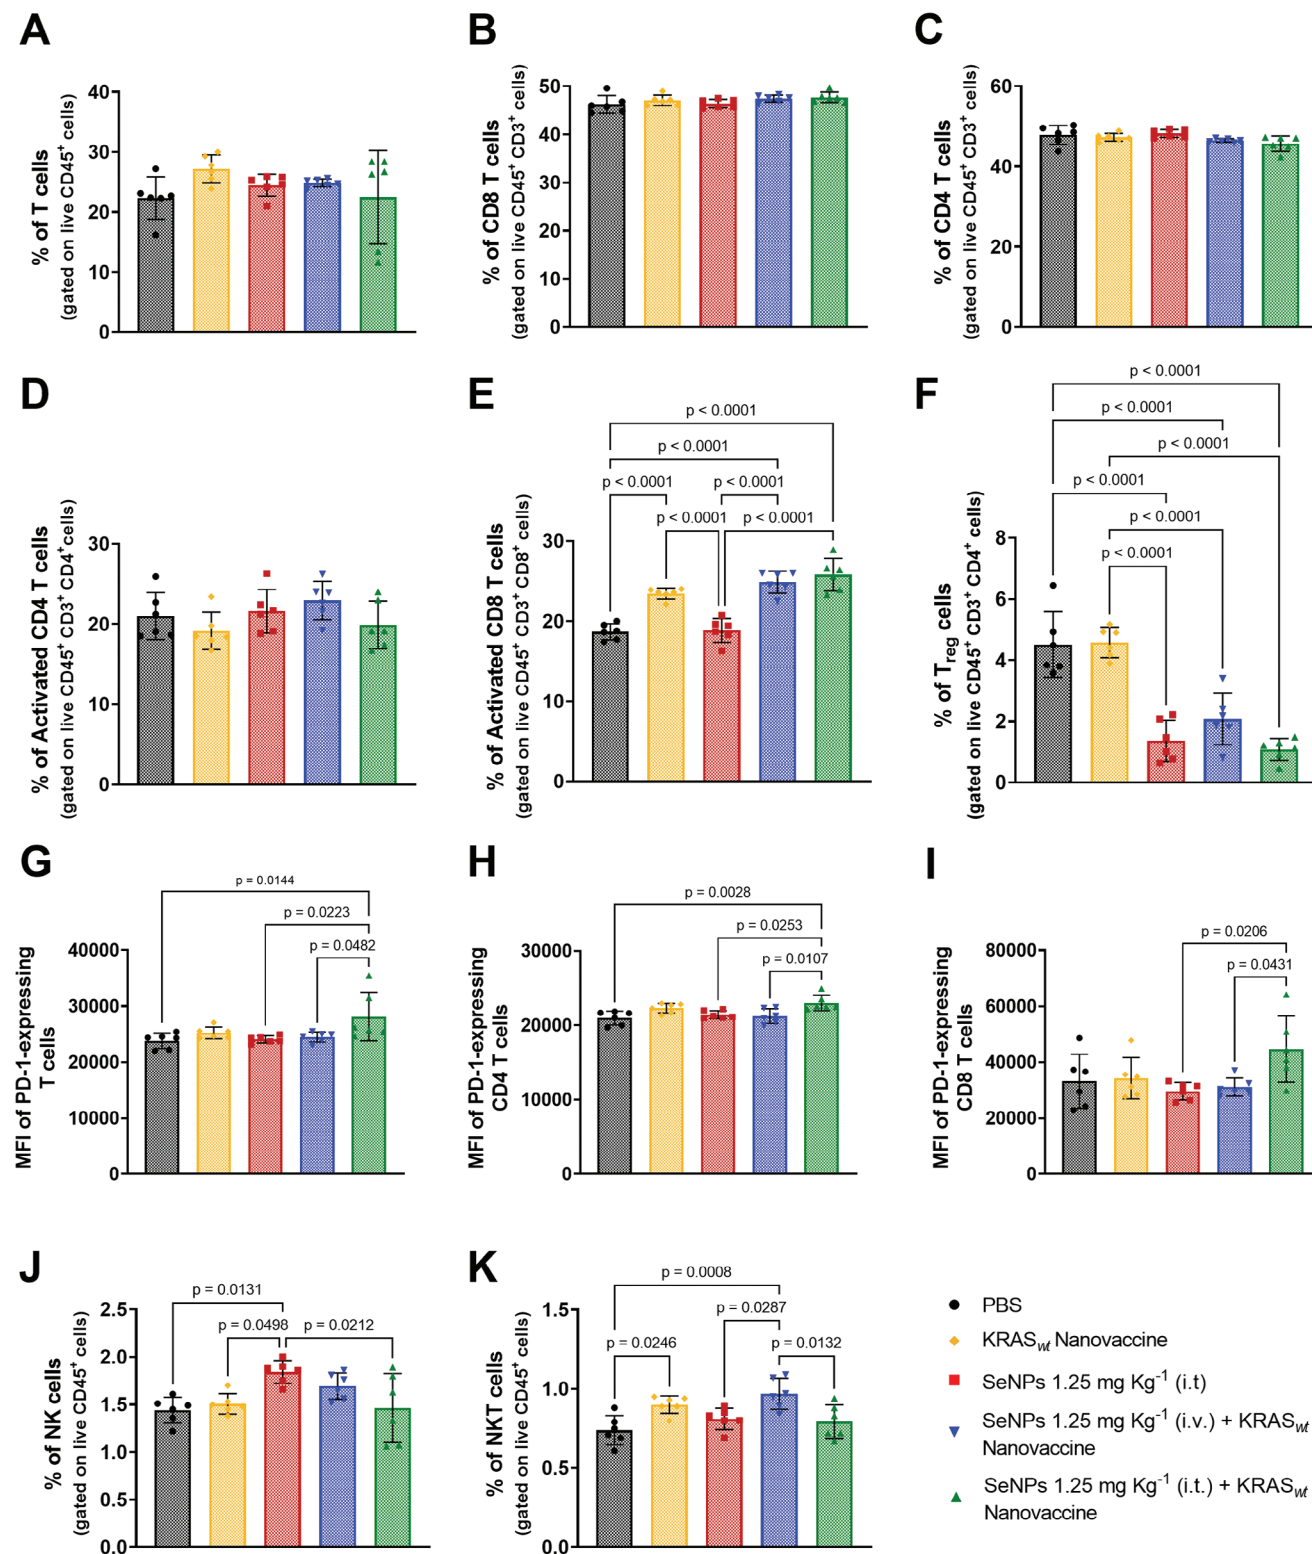 A
% of T cells
(gated on live CD45+ cells)
40
30
20
10
0
B
% of CD8 T cells
(gated on live CD45+ CD3+ cells)
50
40
30
20
10
0
C
% of CD4 T cells
(gated on live CD45+ CD3+ cells)
60
40
20
0
D
% of Activated CD4 T cells
(gated on live CD45+ CD3+ CD4+cells)
30
20
10
0
E
% of Activated CD8 T cells
(gated on live CD45+ CD3+ CD8+ cells)
p < 0.0001
p < 0.0001
p < 0.0001
p < 0.0001
p < 0.0001
p < 0.0001
30
20
10
0
F
% of Treg cells
(gated on live CD45+ CD3+ CD4+ cells)
p < 0.0001
p < 0.0001
p < 0.0001
p < 0.0001
p < 0.0001
p < 0.0001
8
6
4
2
0
G
MFI of PD-1-expressing
T cells
p = 0.0144
p = 0.0223
p = 0.0482
40000
30000
20000
10000
0
H
MFI of PD-1-expressing
CD4 T cells
p = 0.0028
p = 0.0253
p = 0.0107
30000
20000
10000
0
I
MFI of PD-1-expressing
CD8 T cells
p = 0.0206
p = 0.0431
80000
60000
40000
20000
0
J
% of NK cells
(gated on live CD45+ cells)
p = 0.0131
p = 0.0498
p = 0.0212
2.5
2.0
1.5
1.0
0.5
0.0
K
% of NKT cells
(gated on live CD45+ CD3+ cells)
p = 0.0008
p = 0.0287
p = 0.0246
p = 0.0132
1.5
1.0
0.5
0.0
PBS
KRASwt Nanovaccine
SeNPs 1.25 mg Kg-1 (i.t)
SeNPs 1.25 mg Kg-1 (i.v.) + KRASwt
Nanovaccine
SeNPs 1.25 mg Kg-1 (i.t.) + KRASwt
Nanovaccine